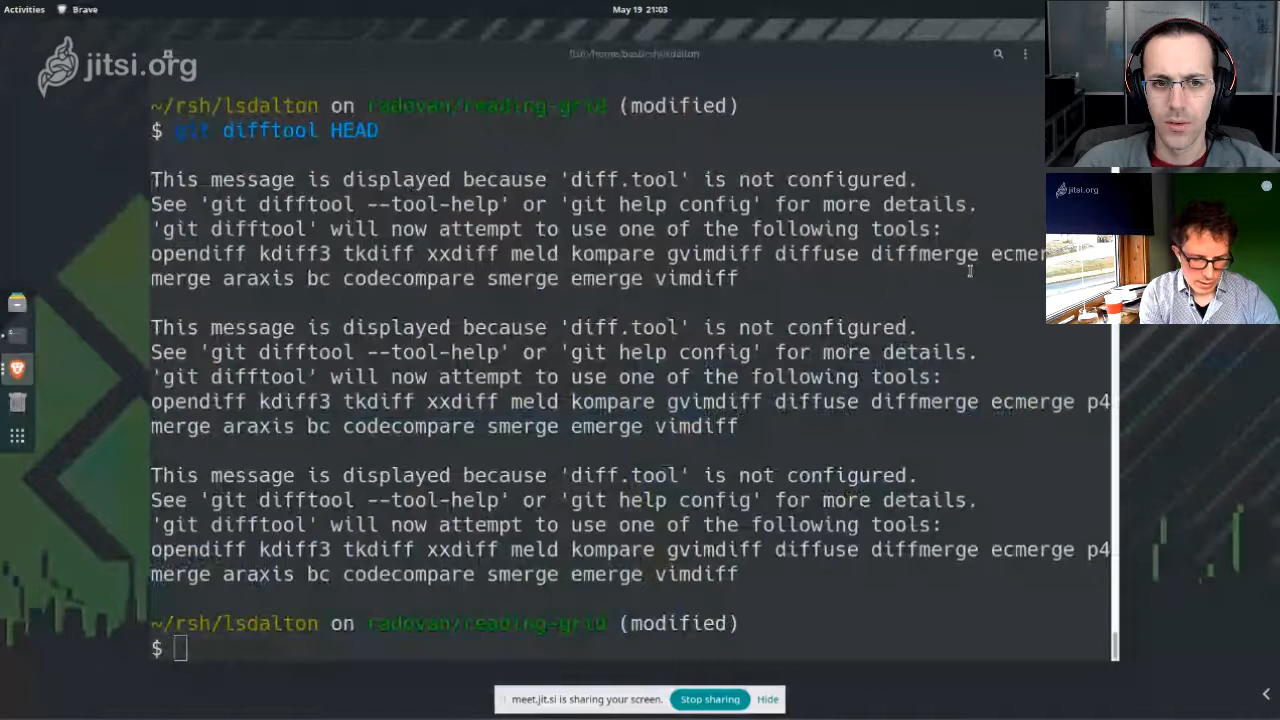 Activities Brave May 19 21:03
jitsi.org
~/rsh/lsdalton on radovan/reading-grid (modified)
$ git difftool HEAD
This message is displayed because 'diff.tool' is not configured.
See 'git difftool --tool-help' or 'git help config' for more details.
'git difftool' will now attempt to use one of the following tools:
opendiff kdiff3 tkdiff xxdiff meld kompare gvimdiff diffuse diffmerge ecmer
merge araxis bc codecompare smerge emerge vimdiff
This message is displayed because 'diff.tool' is not configured.
See 'git difftool --tool-help' or 'git help config' for more details.
'git difftool' will now attempt to use one of the following tools:
opendiff kdiff3 tkdiff xxdiff meld kompare gvimdiff diffuse diffmerge ecmerge p4
merge araxis bc codecompare smerge emerge vimdiff
This message is displayed because 'diff.tool' is not configured.
See 'git difftool --tool-help' or 'git help config' for more details.
'git difftool' will now attempt to use one of the following tools:
opendiff kdiff3 tkdiff xxdiff meld kompare gvimdiff diffuse diffmerge ecmerge p4
merge araxis bc codecompare smerge emerge vimdiff
~/rsh/lsdalton on radovan/reading-grid (modified)
$
jitsi.org
meet.jit.si is sharing your screen. Stop sharing Hide